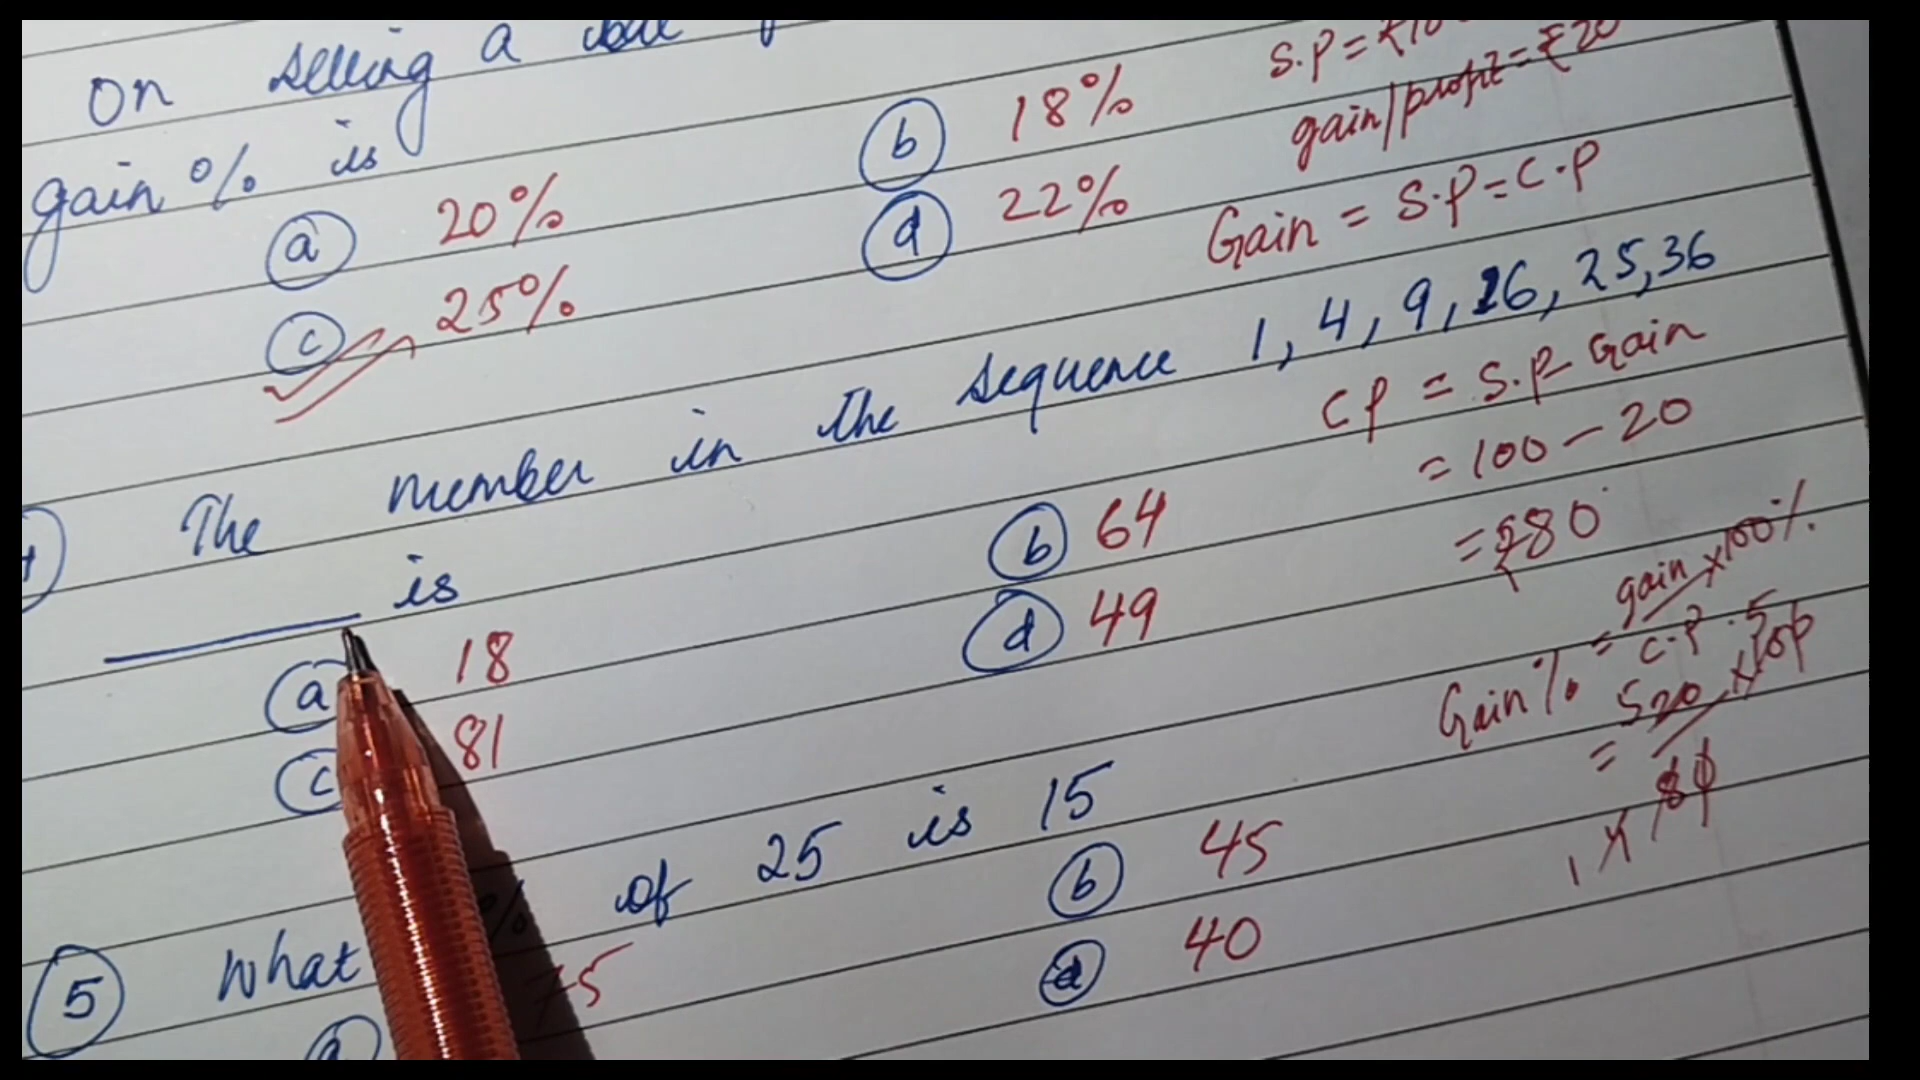 on selling a
gain % is
(a) 20% (b) 18%
(c) 25% (d) 22%
S.P = ₹
gain/profit = ₹20
Gain = S.P = C.P
The number in the sequence 1, 4, 9, 16, 25, 36
_____ is
(a) 18 (b) 64
(c) 81 (d) 49
C P = S.P - Gain
= 100 - 20
= ₹80
Gain % = gain × 100%
C.P
=
(5) What % of 25 is 15
(b) 45
(d) 40